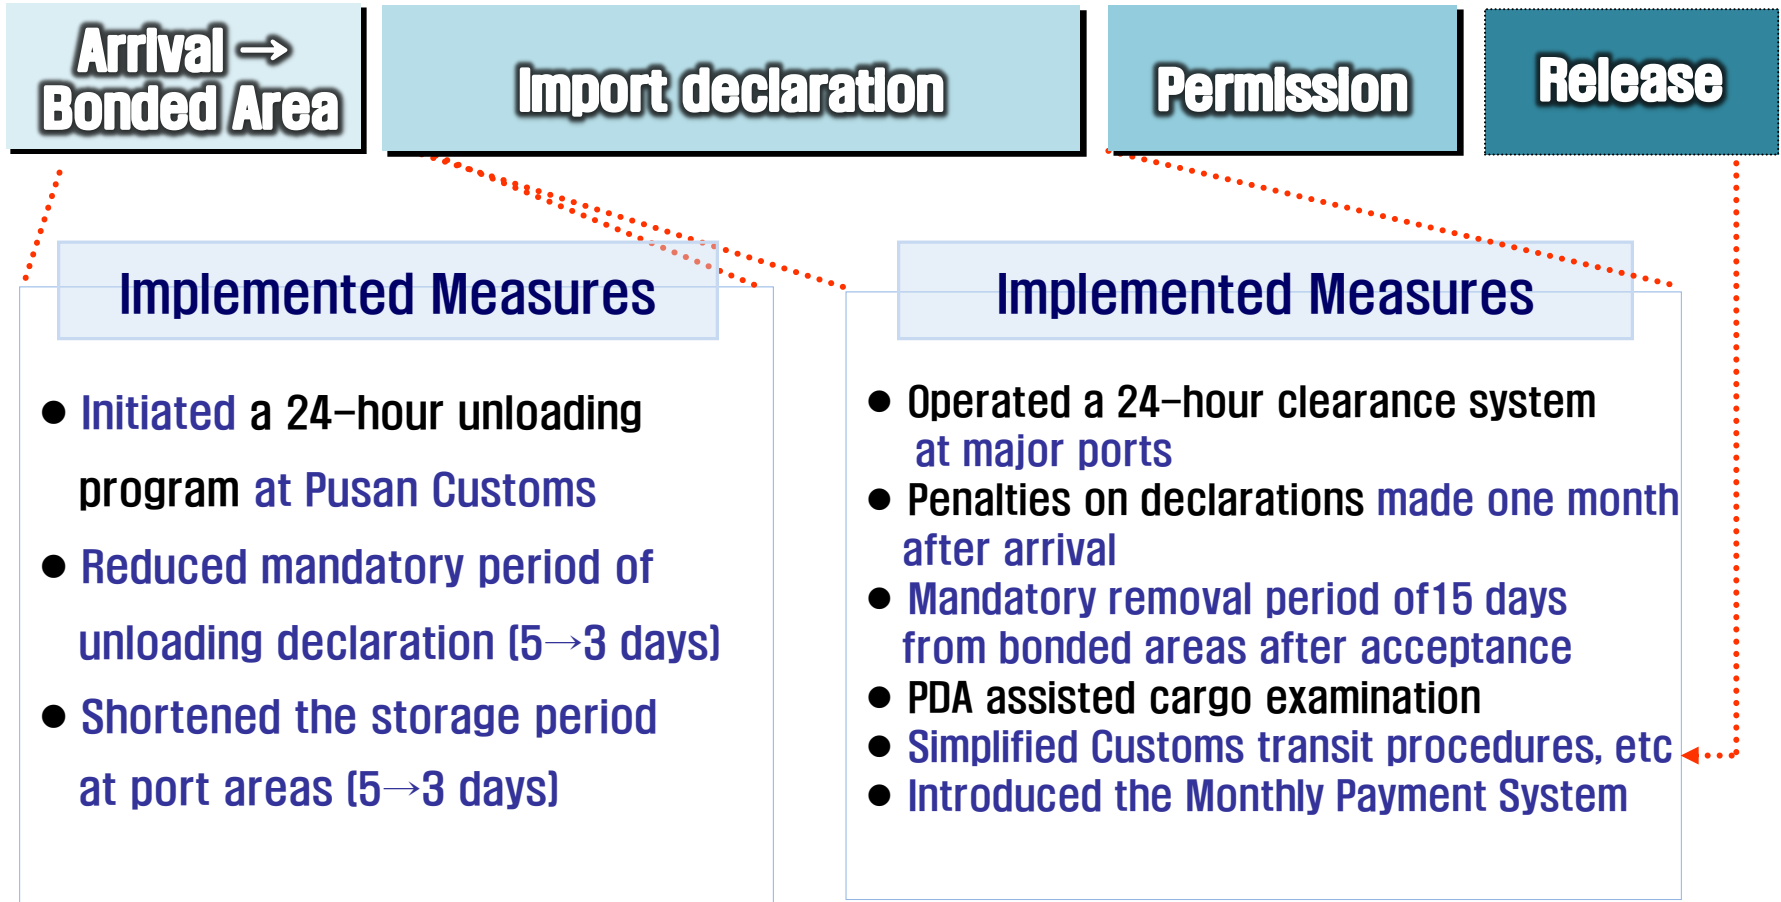 Arrival →
Bonded Area
Import declaration
Permission
Release
Implemented Measures
● Initiated a 24-hour unloading
program at Pusan Customs
● Reduced mandatory period of
unloading declaration (5→3 days)
● Shortened the storage period
at port areas (5→3 days)
Implemented Measures
● Operated a 24-hour clearance system
at major ports
● Penalties on declarations made one month
after arrival
● Mandatory removal period of15 days
from bonded areas after acceptance
● PDA assisted cargo examination
● Simplified Customs transit procedures, etc
● Introduced the Monthly Payment System